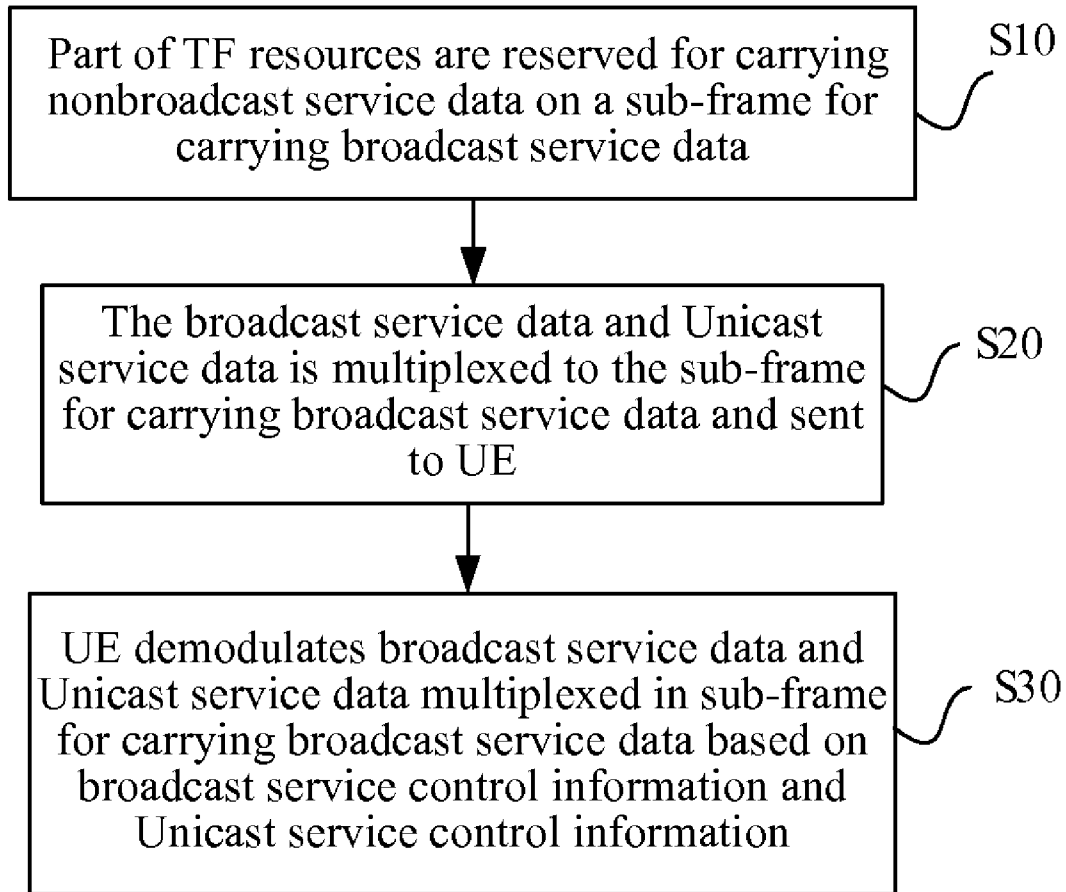 Part of TF resources are reserved for carrying
nonbroadcast service data on a sub-frame for
carrying broadcast service data
S10
The broadcast service data and Unicast
service data is multiplexed to the sub-frame
for carrying broadcast service data and sent
to UE
S20
UE demodulates broadcast service data and
Unicast service data multiplexed in sub-frame
for carrying broadcast service data based on
broadcast service control information and
Unicast service control information
S30